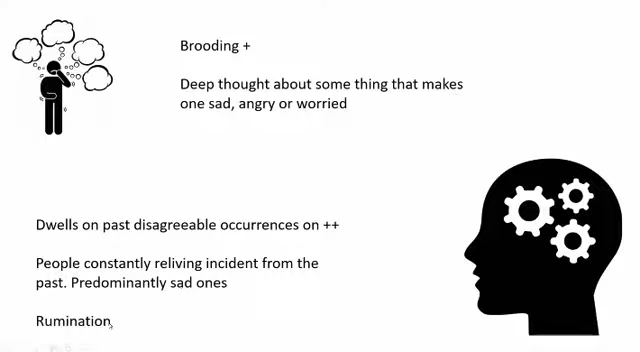 Brooding +
Deep thought about some thing that makes
one sad, angry or worried
Dwells on past disagreeable occurrences on ++
People constantly reliving incident from the
past. Predominantly sad ones
Rumination